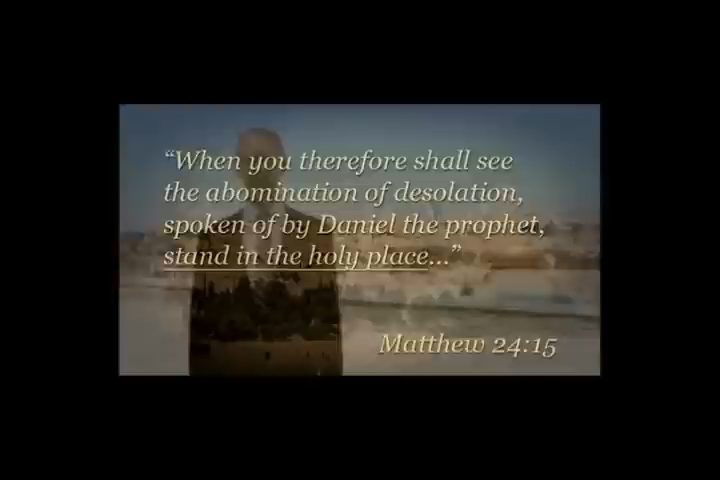 “When you therefore shall see
the abomination of desolation,
spoken of by Daniel the prophet,
stand in the holy place...”
Matthew 24:15